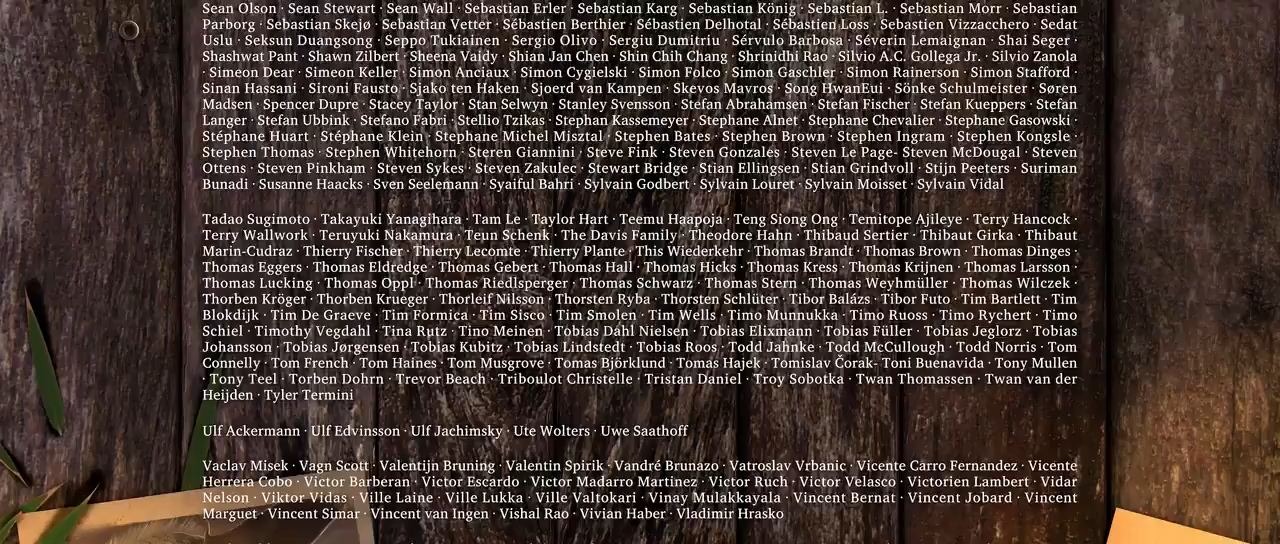 Sean Olson · Sean Stewart · Sean Wall · Sebastian Erler · Sebastian Karg · Sebastian König · Sebastian L. · Sebastian Morr · Sebastian
Parborg · Sebastian Skejø · Sebastian Vetter · Sébastien Berthier · Sébastien Delhotal · Sébastien Loss · Sebastien Vizzacchero · Sedat
Uslu · Seksun Duangsong · Seppo Tukiainen · Sergio Olivo · Sergiu Dumitriu · Sérvulo Barbosa · Séverin Lemaignan · Shai Seger ·
Shashwat Pant · Shawn Zilbert · Sheena Vaidy · Shian Jan Chen · Shin Chih Chang · Shrinidhi Rao · Silvio A.C. Gollega Jr. · Silvio Zanola
· Simeon Dear · Simeon Keller · Simon Anciaux · Simon Cygielski · Simon Folco · Simon Gaschler · Simon Rainerson · Simon Stafford ·
Sinan Hassani · Sironi Fausto · Sjako ten Haken · Sjoerd van Kampen · Skevos Mavros · Song HwanEui · Sönke Schulmeister · Søren
Madsen · Spencer Dupre · Stacey Taylor · Stan Selwyn · Stanley Svensson · Stefan Abrahamsen · Stefan Fischer · Stefan Kueppers · Stefan
Langer · Stefan Ubbink · Stefano Fabri · Stellio Tzikas · Stephan Kassemeyer · Stephane Alnet · Stephane Chevalier · Stephane Gasowski ·
Stéphane Huart · Stéphane Klein · Stephane Michel Misztal · Stephen Bates · Stephen Brown · Stephen Ingram · Stephen Kongsle ·
Stephen Thomas · Stephen Whitehorn · Steren Giannini · Steve Fink · Steven Gonzales · Steven Le Page- Steven McDougal · Steven
Ottens · Steven Pinkham · Steven Sykes · Steven Zakulec · Stewart Bridge · Stian Ellingsen · Stian Grindvoll · Stijn Peeters · Suriman
Bunadi · Susanne Haacks · Sven Seelemann · Syaiful Bahri · Sylvain Godbert · Sylvain Louret · Sylvain Moisset · Sylvain Vidal
Tadao Sugimoto · Takayuki Yanagihara · Tam Le · Taylor Hart · Teemu Haapoja · Teng Siong Ong · Temitope Ajileye · Terry Hancock ·
Terry Wallwork · Teruyuki Nakamura · Teun Schenk · The Davis Family · Theodore Hahn · Thibaud Sertier · Thibaut Girka · Thibaut
Marin-Cudraz · Thierry Fischer · Thierry Lecomte · Thierry Plante · This Wiederkehr · Thomas Brandt · Thomas Brown · Thomas Dinges ·
Thomas Eggers · Thomas Eldredge · Thomas Gebert · Thomas Hall · Thomas Hicks · Thomas Kress · Thomas Krijnen · Thomas Larsson ·
Thomas Lucking · Thomas Oppl · Thomas Riedlsperger · Thomas Schwarz · Thomas Stern · Thomas Weyhmüller · Thomas Wilczek ·
Thorben Kröger · Thorben Krueger · Thorleif Nilsson · Thorsten Ryba · Thorsten Schlüter · Tibor Balázs · Tibor Futo · Tim Bartlett · Tim
Blokdijk · Tim De Graeve · Tim Formica · Tim Sisco · Tim Smolen · Tim Wells · Timo Munnukka · Timo Ruoss · Timo Rychert · Timo
Schiel · Timothy Vegdahl · Tina Rutz · Tino Meinen · Tobias Dahl Nielsen · Tobias Elixmann · Tobias Füller · Tobias Jeglorz · Tobias
Johansson · Tobias Jørgensen · Tobias Kubitz · Tobias Lindstedt · Tobias Roos · Todd Jahnke · Todd McCullough · Todd Norris · Tom
Connelly · Tom French · Tom Haines · Tom Musgrove · Tomas Björklund · Tomas Hajek · Tomislav Čorak- Toni Buenavida · Tony Mullen
· Tony Teel · Torben Dohrn · Trevor Beach · Triboulot Christelle · Tristan Daniel · Troy Sobotka · Twan Thomassen · Twan van der
Heijden · Tyler Termini
Ulf Ackermann · Ulf Edvinsson · Ulf Jachimsky · Ute Wolters · Uwe Saathoff
Vaclav Misek · Vagn Scott · Valentijn Bruning · Valentin Spirik · Vandré Brunazo · Vatroslav Vrbanic · Vicente Carro Fernandez · Vicente
Herrera Cobo · Victor Barberan · Victor Escardo · Victor Madarro Martinez · Victor Ruch · Victor Velasco · Victorien Lambert · Vidar
Nelson · Viktor Vidas · Ville Laine · Ville Lukka · Ville Valtokari · Vinay Mulakkayala · Vincent Bernat · Vincent Jobard · Vincent
Marguet · Vincent Simar · Vincent van Ingen · Vishal Rao · Vivian Haber · Vladimir Hrasko